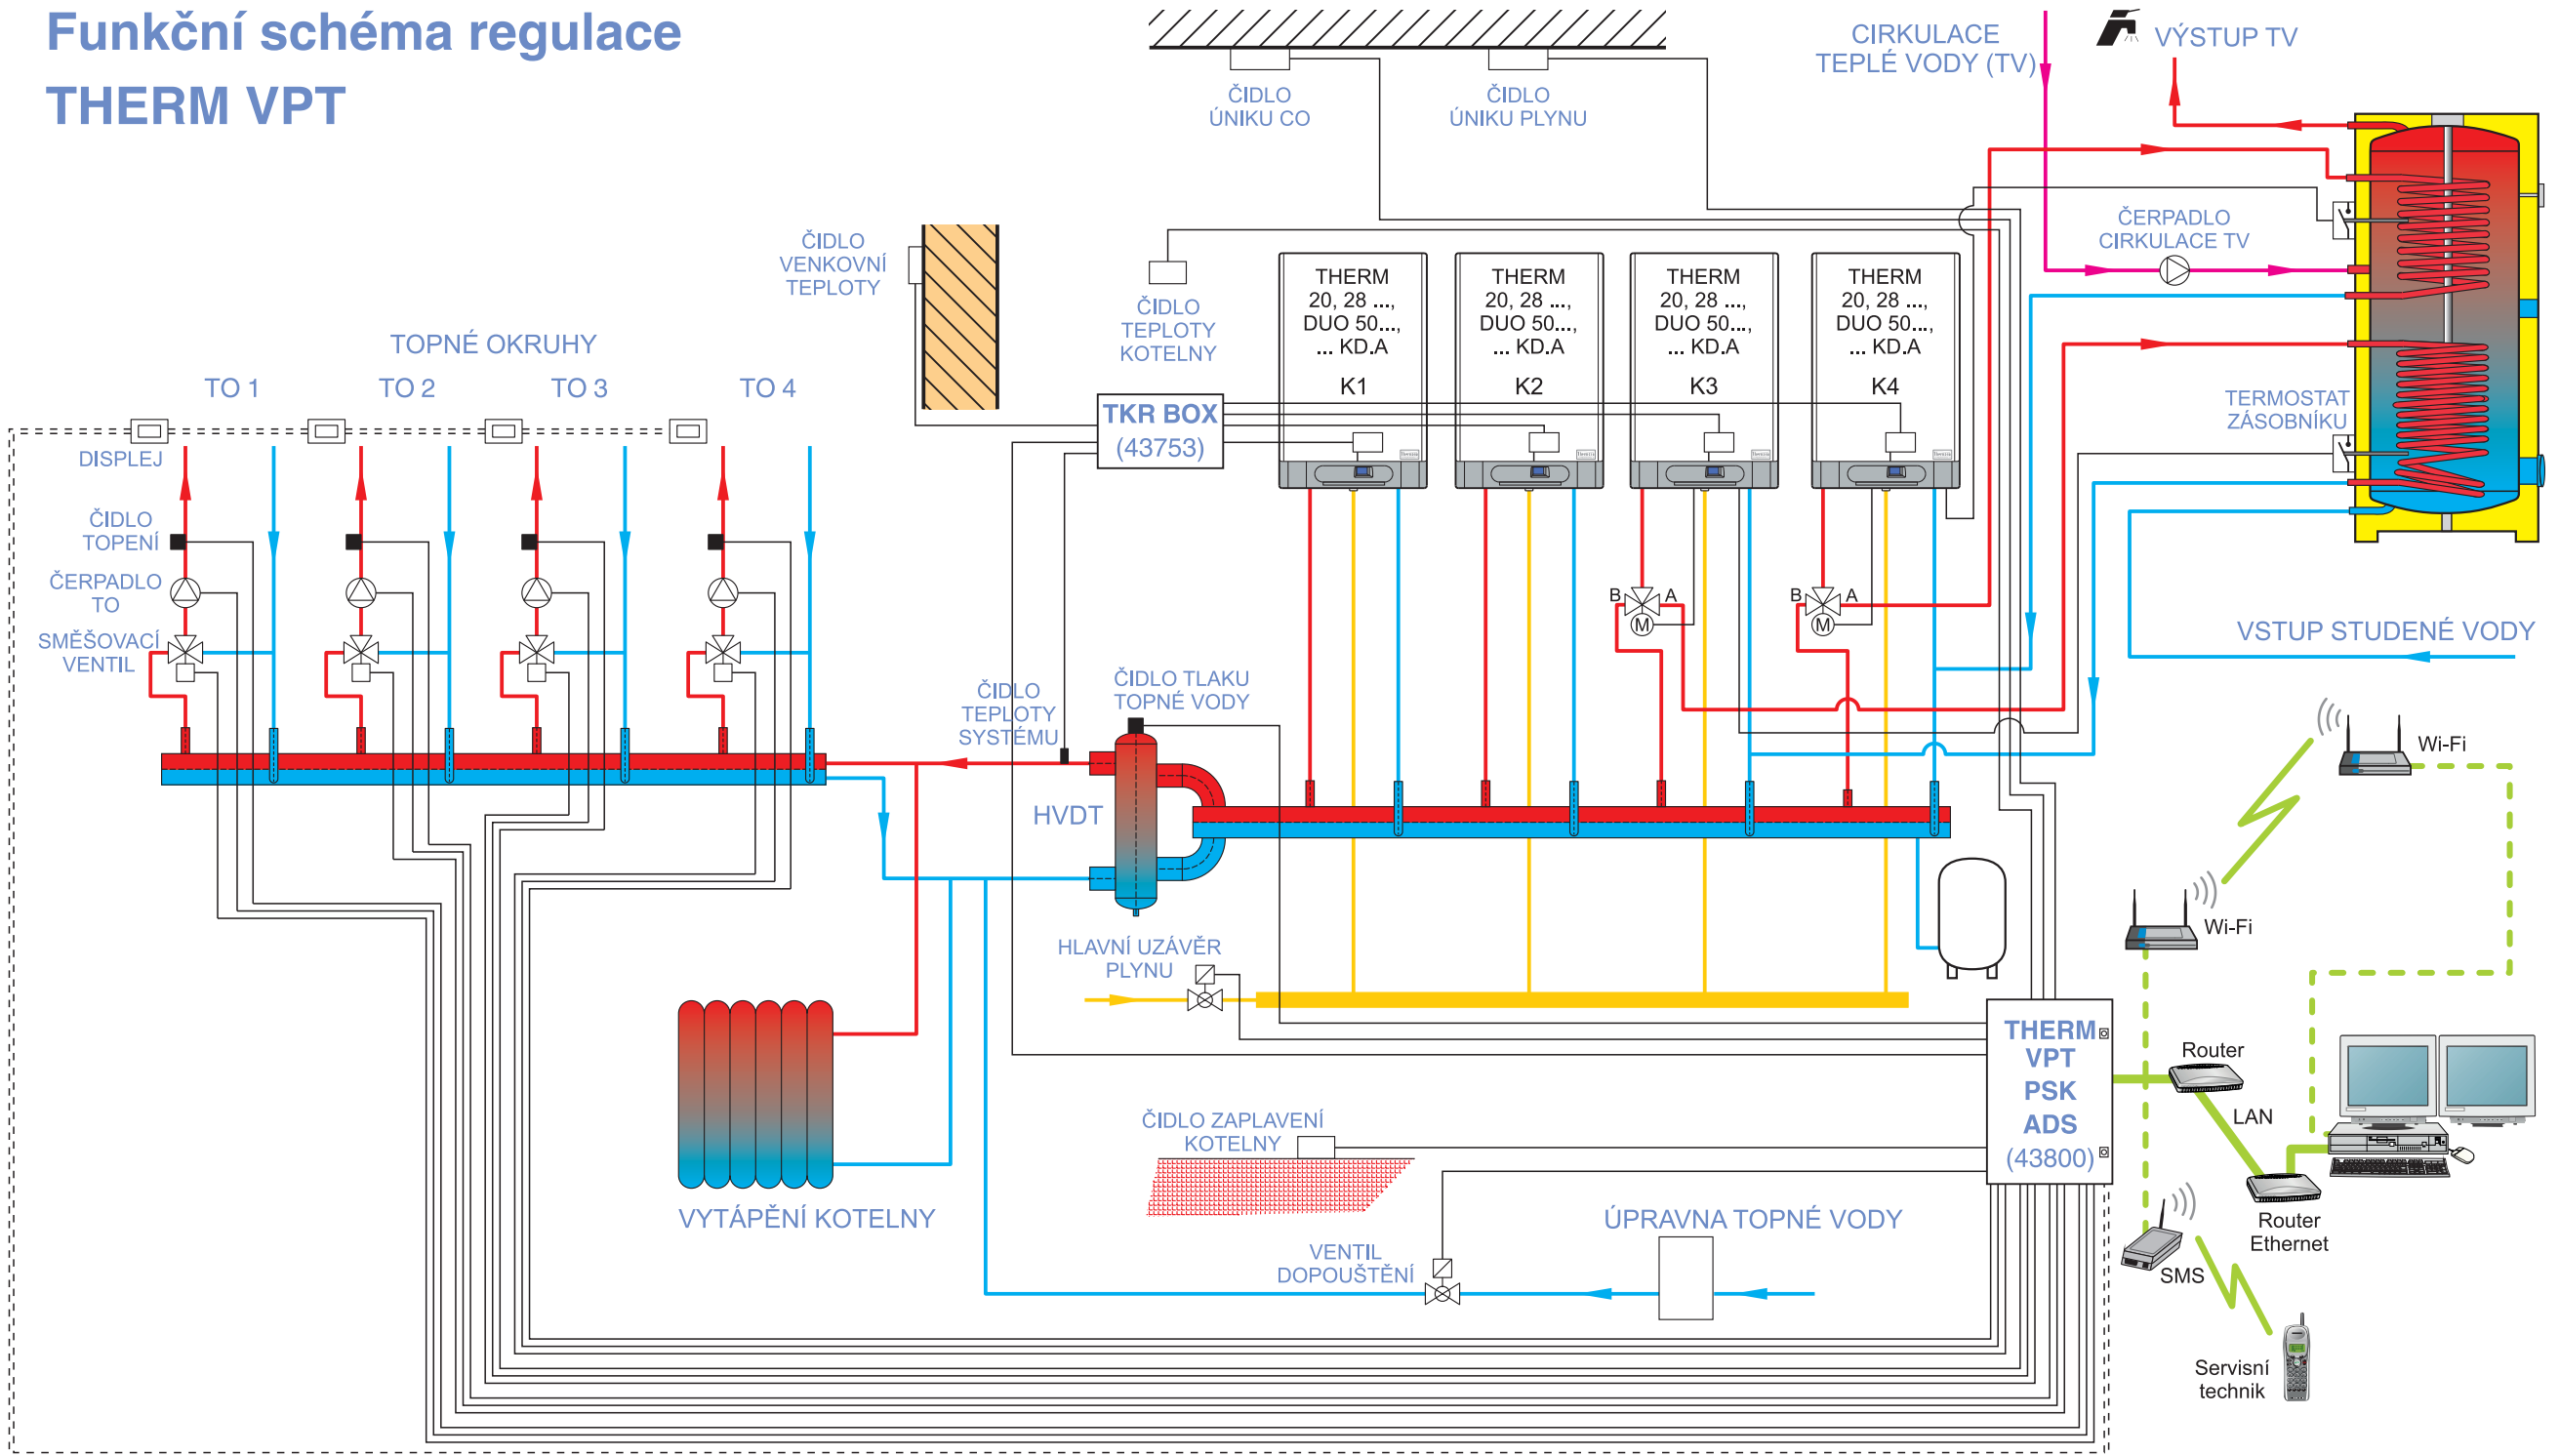 Funkční schéma regulace
THERM VPT
ČIDLO
ÚNIKU CO
ČIDLO
ÚNIKU PLYNU
CIRKULACE
TEPLÉ VODY (TV)
VÝSTUP TV
ČIDLO
VENKOVNÍ
TEPLOTY
ČIDLO
TEPLOTY
KOTELNY
THERM
20, 28 ...,
DUO 50...,
... KD.A
K1
THERM
20, 28 ...,
DUO 50...,
... KD.A
K2
THERM
20, 28 ...,
DUO 50...,
... KD.A
K3
THERM
20, 28 ...,
DUO 50...,
... KD.A
K4
ČERPADLO
CIRKULACE TV
TERMOSTAT
ZÁSOBNÍKU
TOPNÉ OKRUHY
TO 1
TO 2
TO 3
TO 4
TKR BOX
(43753)
DISPLEJ
ČIDLO
TOPENÍ
ČERPADLO
TO
SMĚŠOVACÍ
VENTIL
B
A
M
B
A
M
VSTUP STUDENÉ VODY
ČIDLO
TEPLOTY
SYSTÉMU
ČIDLO TLAKU
TOPNÉ VODY
HVDT
Wi-Fi
Wi-Fi
HLAVNÍ UZÁVĚR
PLYNU
THERM
VPT
PSK
ADS
(43800)
Router
LAN
Router
Ethernet
ČIDLO ZAPLAVENÍ
KOTELNY
VYTÁPĚNÍ KOTELNY
ÚPRAVNA TOPNÉ VODY
VENTIL
DOPOUŠTĚNÍ
SMS
Servisní
technik